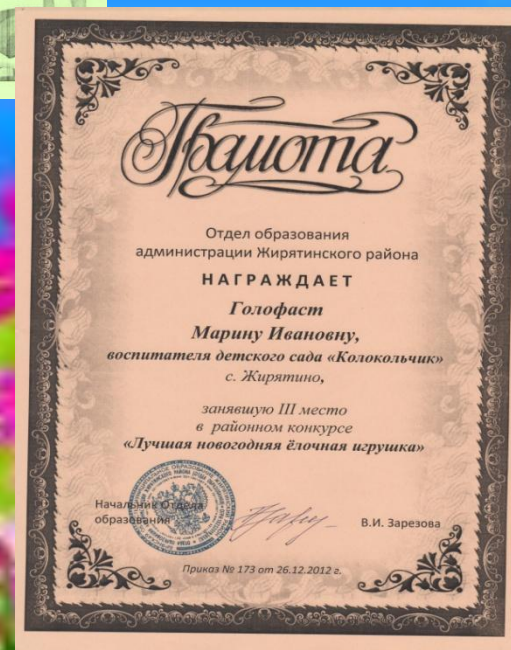 Грамота
Отдел образования
администрации Жирятинского района
НАГРАЖДАЕТ
Голофаст
Марину Ивановну,
воспитателя детского сада «Колокольчик»
с. Жирятино,
занявшую III место
в районном конкурсе
«Лучшая новогодняя ёлочная игрушка»
Начальник Отдела
образования
В.И. Зарезова
Приказ № 173 от 26.12.2012 г.